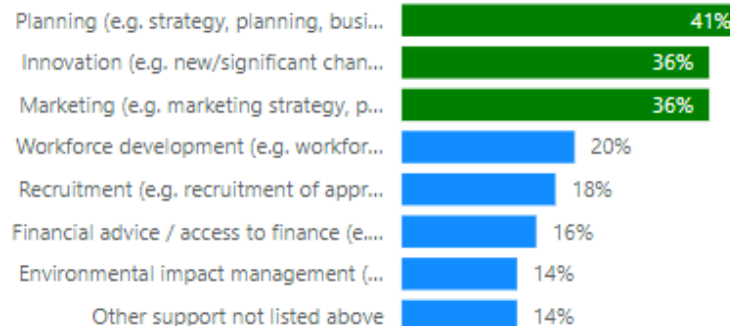 Planning (e.g. strategy, planning, busi... 41%
Innovation (e.g. new/significant chan... 36%
Marketing (e.g. marketing strategy, p... 36%
Workforce development (e.g. workfor... 20%
Recruitment (e.g. recruitment of appr... 18%
Financial advice / access to finance (e.... 16%
Environmental impact management (... 14%
Other support not listed above 14%